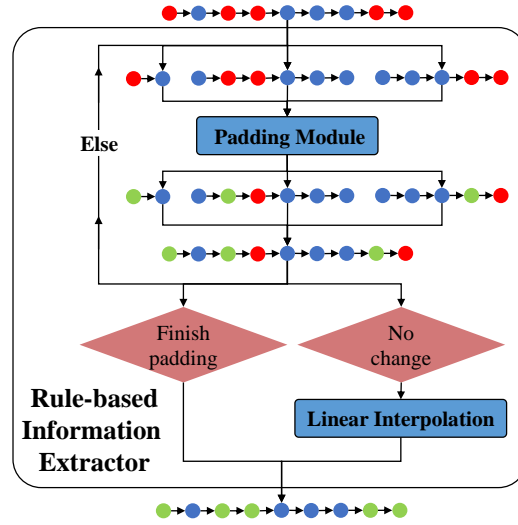 Padding Module
Else
Finish
padding
No
change
Rule-based
Information
Extractor
Linear Interpolation